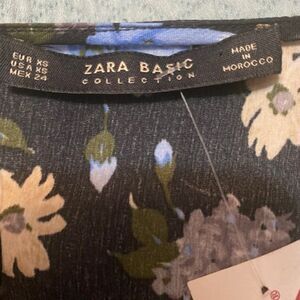 EUR XS
USA XS
MEX 24
ZARA BASIC
COLLECTION
MADE IN
MOROCCO